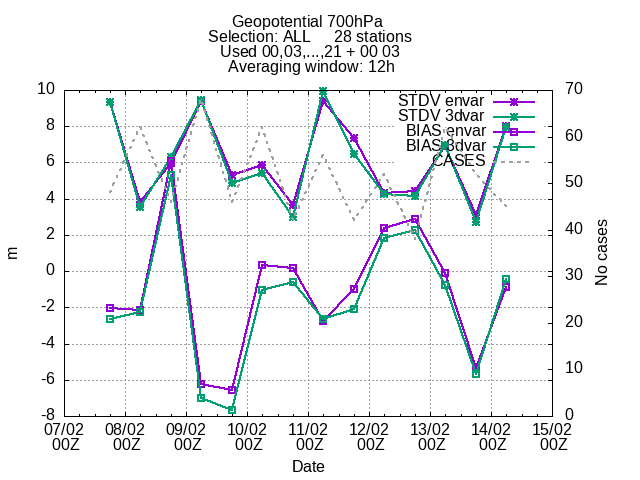 Geopotential 700hPa
Selection: ALL 28 stations
Used 00,03,...,21 + 00 03
Averaging window: 12h
STDV envar
STDV 3dvar
BIAS envar
BIAS 3dvar
CASES
10
8
6
4
2
0
-2
-4
-6
-8
m
70
60
50
40
30
20
10
0
No cases
07/02 08/02 09/02 10/02 11/02 12/02 13/02 14/02 15/02
00Z 00Z 00Z 00Z 00Z 00Z 00Z 00Z 00Z
Date